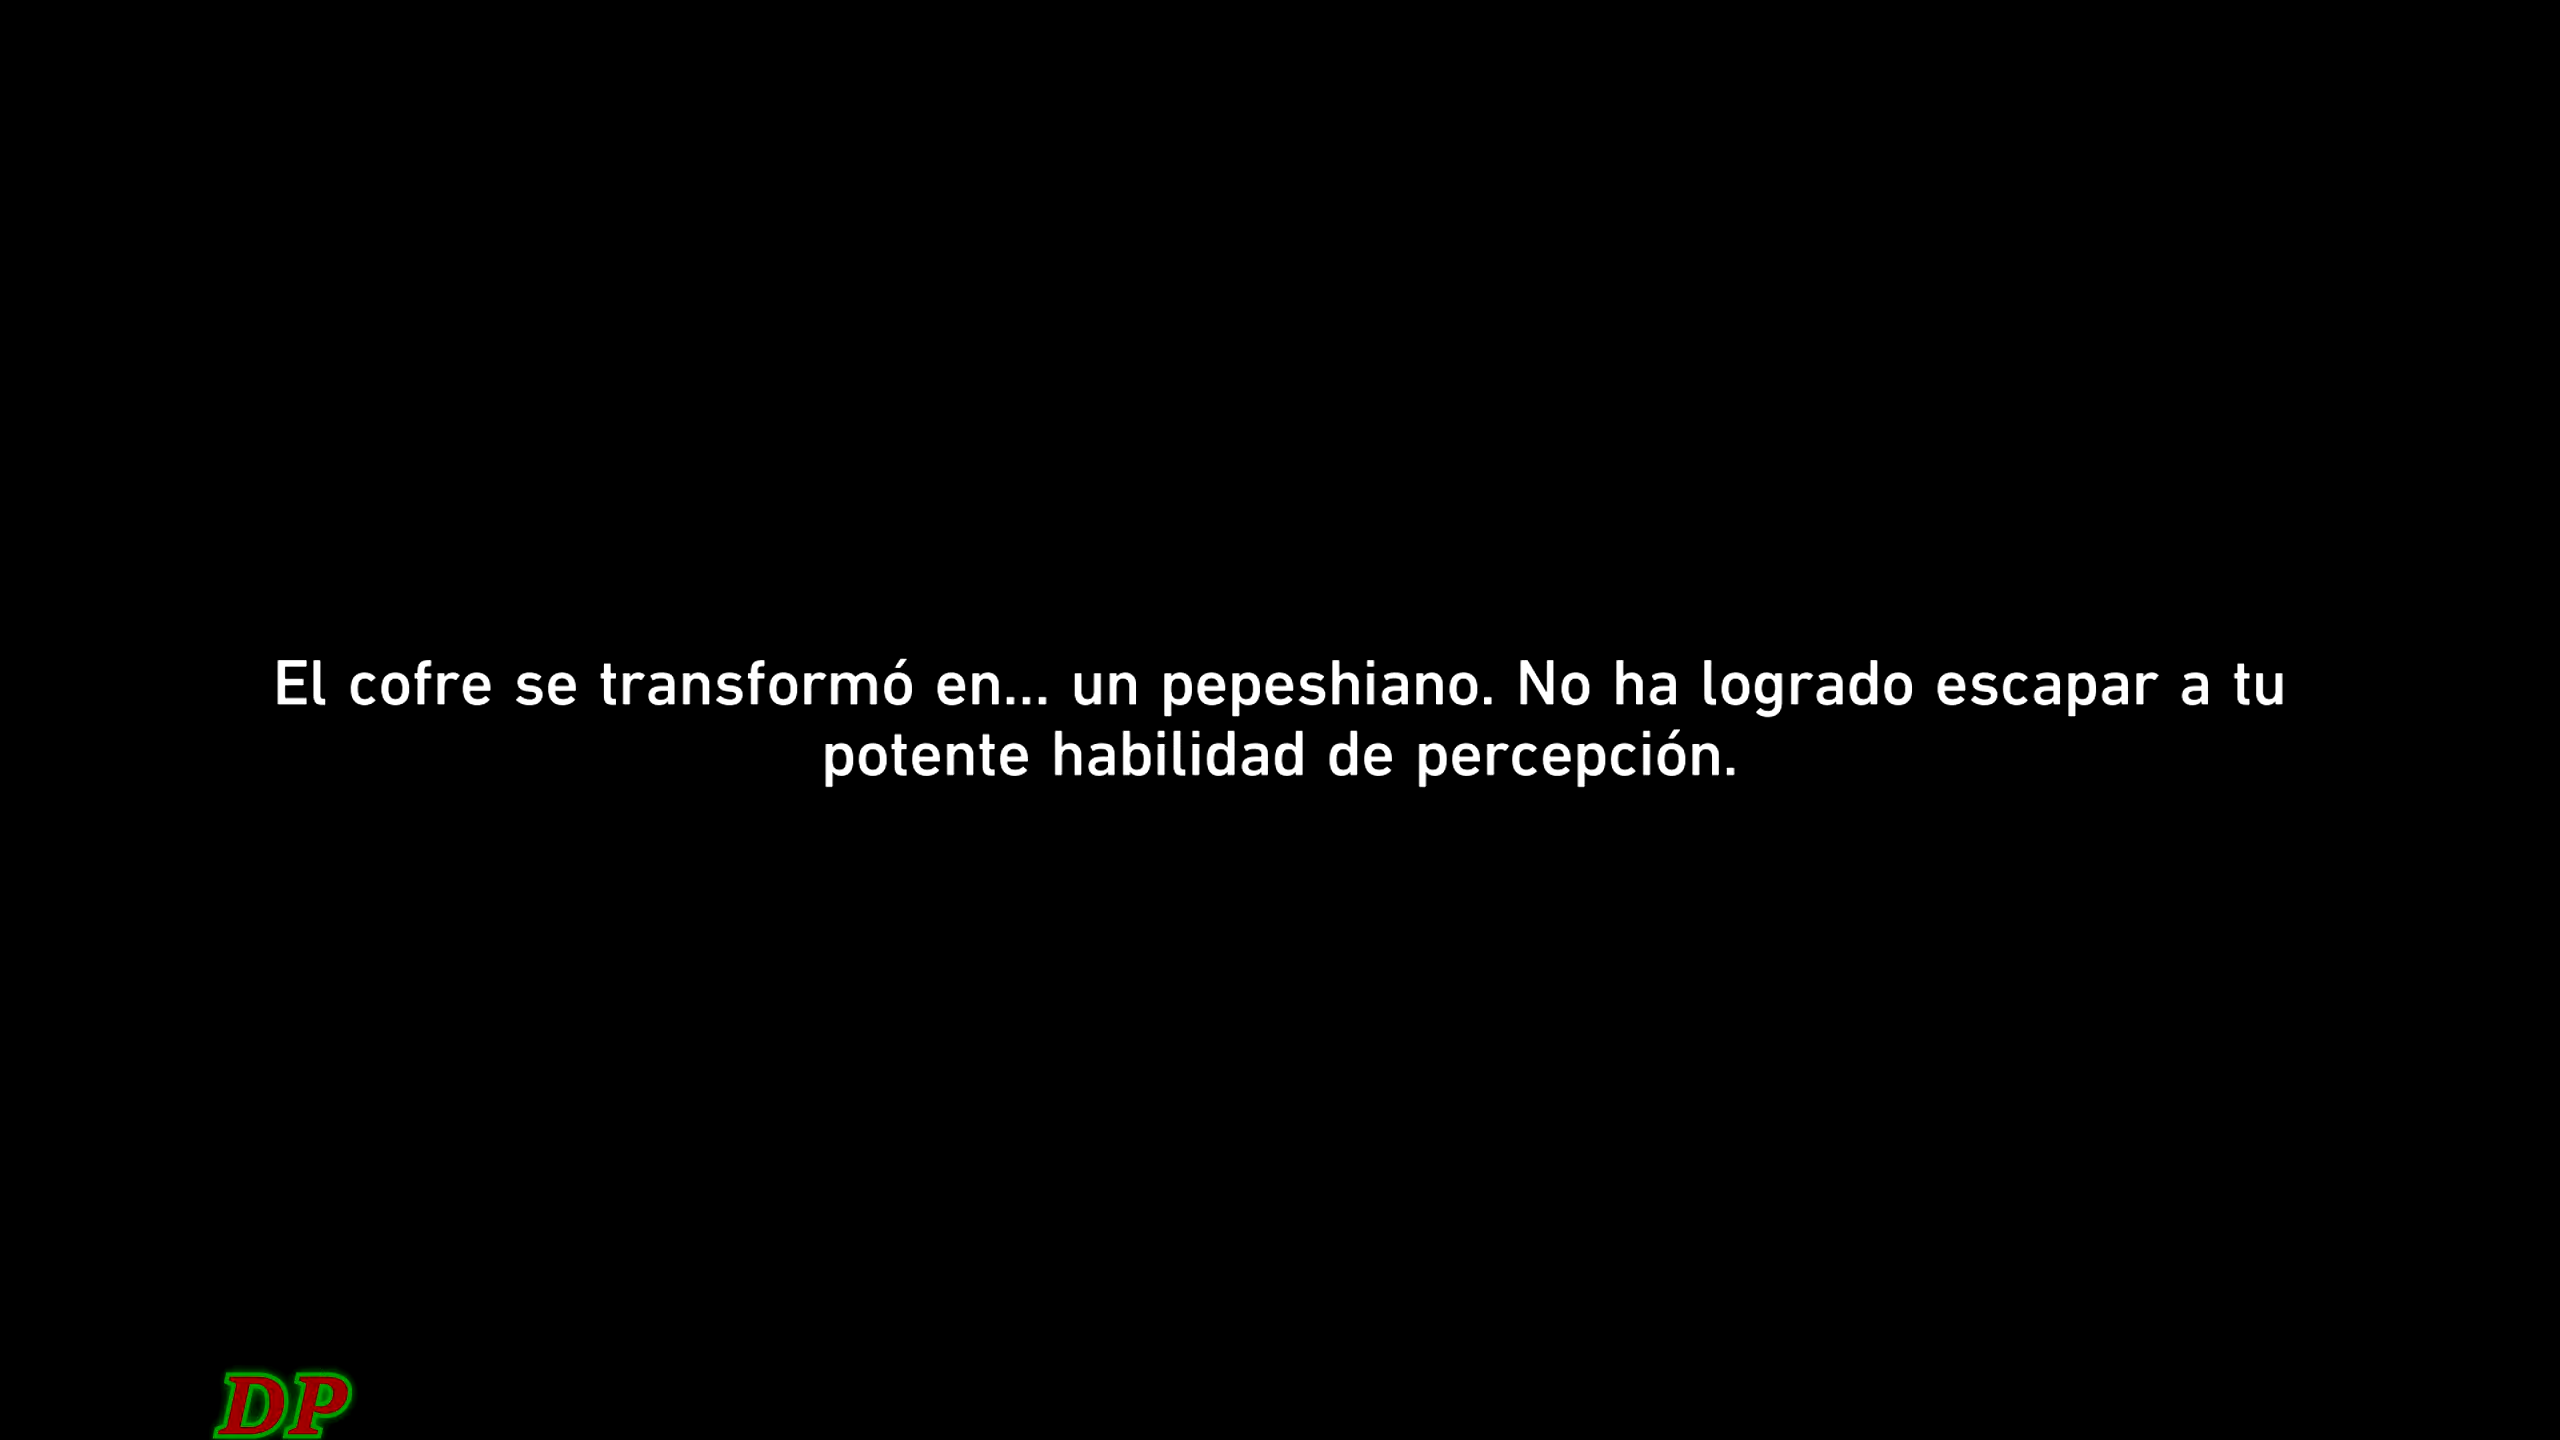 El cofre se transformó en... un pepeshiano. No ha logrado escapar a tu
potente habilidad de percepción.
DP